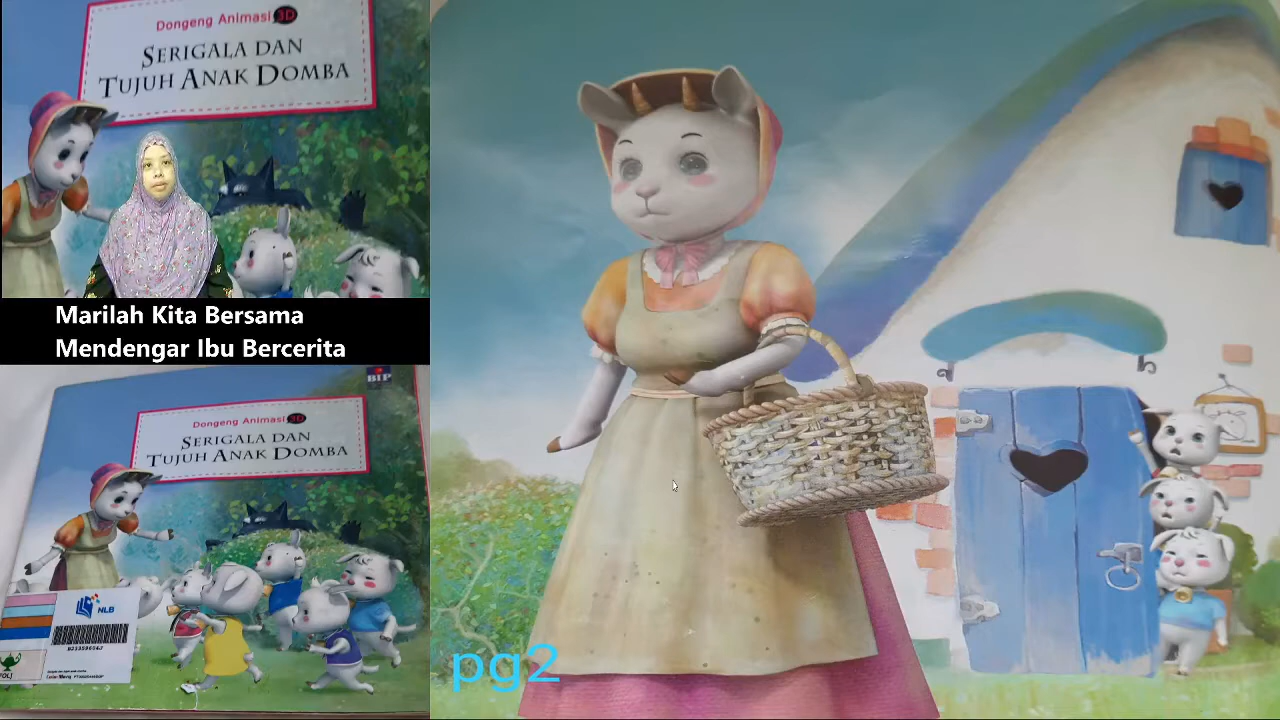 Dongeng Animasi 3D
SERIGALA DAN
TUJUH ANAK DOMBA
Marilah Kita Bersama
Mendengar Ibu Bercerita
BIP
Dongeng Animasi 3D
SERIGALA DAN
TUJUH ANAK DOMBA
NLB
pg2